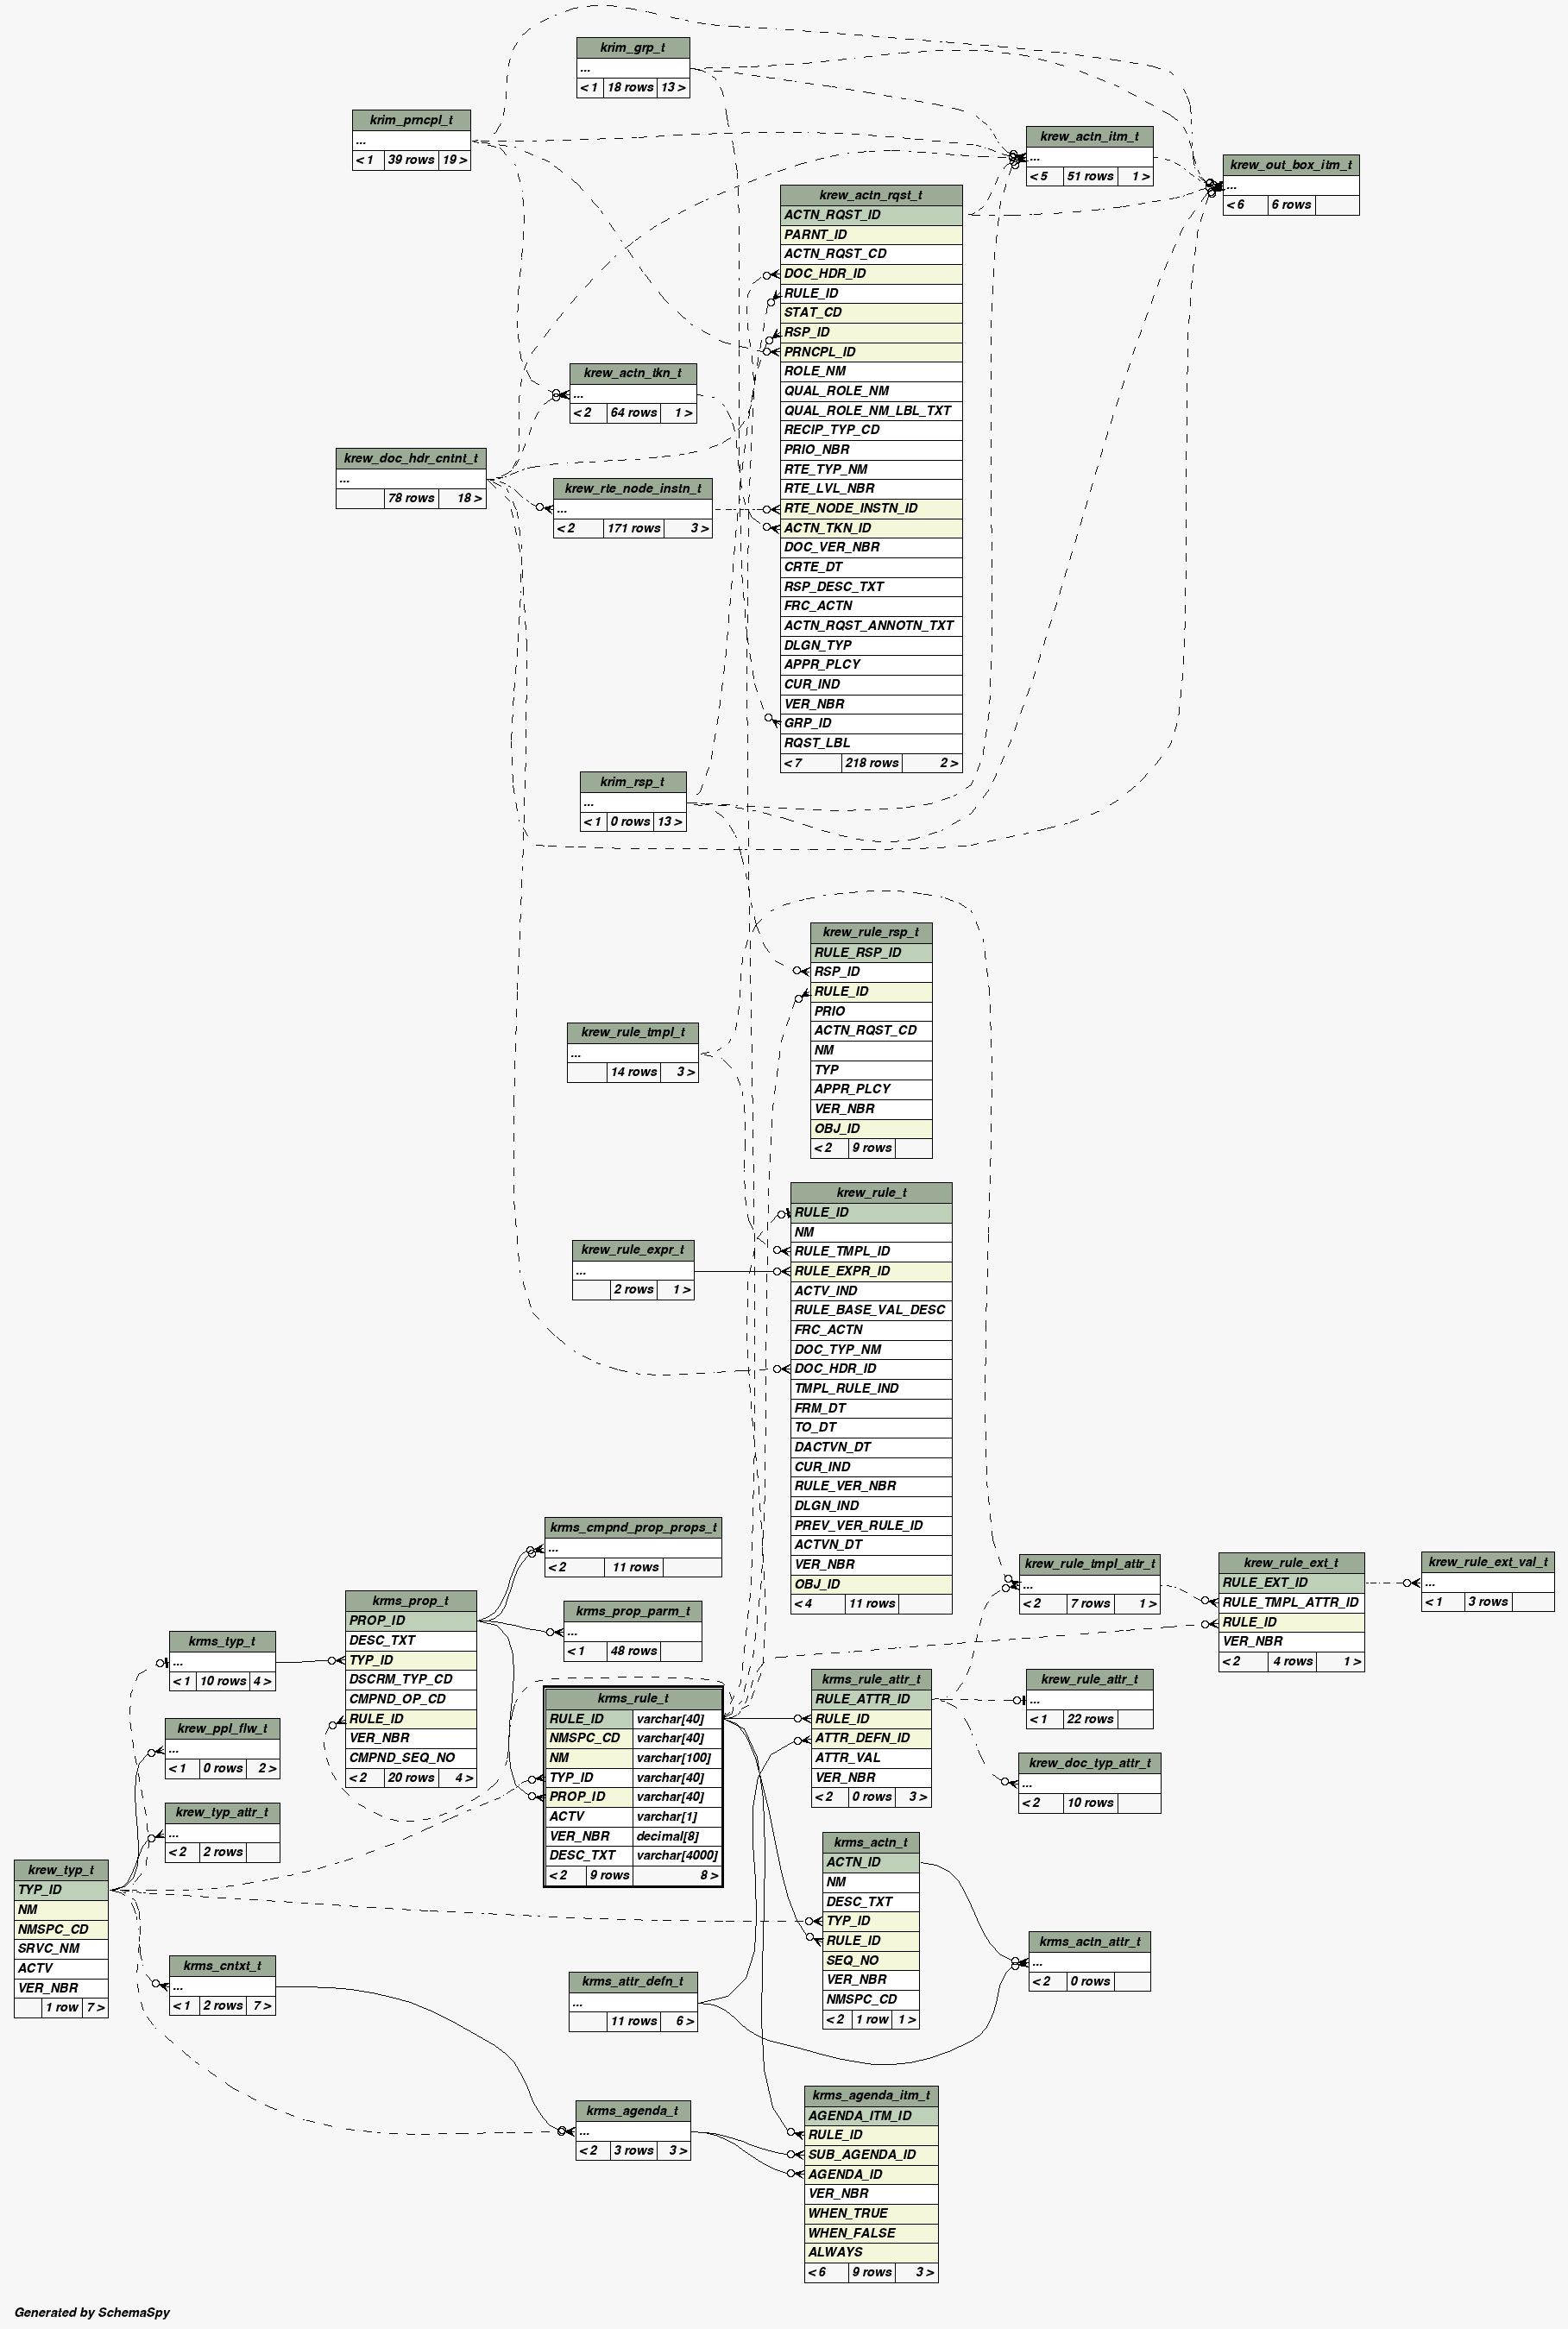 krim_grp_t
...
< 1 18 rows 13 >
krim_prncpl_t
...
< 1 39 rows 19 >
krew_actn_itm_t
...
< 5 51 rows 1 >
krew_out_box_itm_t
...
< 6 6 rows
krew_actn_rqst_t
ACTN_RQST_ID
PARNT_ID
ACTN_RQST_CD
DOC_HDR_ID
RULE_ID
STAT_CD
RSP_ID
PRNCPL_ID
ROLE_NM
QUAL_ROLE_NM
QUAL_ROLE_NM_LBL_TXT
RECIP_TYP_CD
PRIO_NBR
RTE_TYP_NM
RTE_LVL_NBR
RTE_NODE_INSTN_ID
ACTN_TKN_ID
DOC_VER_NBR
CRTE_DT
RSP_DESC_TXT
FRC_ACTN
ACTN_RQST_ANNOTN_TXT
DLGN_TYP
APPR_PLCY
CUR_IND
VER_NBR
GRP_ID
RQST_LBL
< 7 218 rows 2 >
krew_actn_tkn_t
...
< 2 64 rows 1 >
krew_doc_hdr_cntnt_t
...
78 rows 18 >
krew_rte_node_instn_t
...
< 2 171 rows 3 >
krim_rsp_t
...
< 1 0 rows 13 >
krew_rule_rsp_t
RULE_RSP_ID
RSP_ID
RULE_ID
PRIO
ACTN_RQST_CD
NM
TYP
APPR_PLCY
VER_NBR
OBJ_ID
< 2 9 rows
krew_rule_tmpl_t
...
14 rows 3 >
krew_rule_t
RULE_ID
NM
RULE_TMPL_ID
RULE_EXPR_ID
ACTV_IND
RULE_BASE_VAL_DESC
FRC_ACTN
DOC_TYP_NM
DOC_HDR_ID
TMPL_RULE_IND
FRM_DT
TO_DT
DACTVN_DT
CUR_IND
RULE_VER_NBR
DLGN_IND
PREV_VER_RULE_ID
ACTVN_DT
VER_NBR
OBJ_ID
< 4 11 rows
krew_rule_expr_t
...
2 rows 1 >
krms_cmpnd_prop_props_t
...
< 2 11 rows
krew_rule_tmpl_attr_t
...
< 2 7 rows 1 >
krew_rule_ext_t
RULE_EXT_ID
RULE_TMPL_ATTR_ID
RULE_ID
VER_NBR
< 2 4 rows 1 >
krew_rule_ext_val_t
...
< 1 3 rows
krms_prop_t
PROP_ID
DESC_TXT
TYP_ID
DSCRM_TYP_CD
CMPND_OP_CD
RULE_ID
VER_NBR
CMPND_SEQ_NO
< 2 20 rows 4 >
krms_prop_parm_t
...
< 1 48 rows
krms_typ_t
...
< 1 10 rows 4 >
krms_rule_t
RULE_ID varchar[40]
NMSPC_CD varchar[40]
NM varchar[100]
TYP_ID varchar[40]
PROP_ID varchar[40]
ACTV varchar[1]
VER_NBR decimal[8]
DESC_TXT varchar[4000]
< 2 9 rows 8 >
krms_rule_attr_t
RULE_ATTR_ID
RULE_ID
ATTR_DEFN_ID
ATTR_VAL
VER_NBR
< 2 0 rows 3 >
krew_rule_attr_t
...
< 1 22 rows
krew_ppl_flw_t
...
< 1 0 rows 2 >
krew_doc_typ_attr_t
...
< 2 10 rows
krew_typ_attr_t
...
< 2 2 rows
krms_actn_t
ACTN_ID
NM
DESC_TXT
TYP_ID
RULE_ID
SEQ_NO
VER_NBR
NMSPC_CD
< 2 1 row 1 >
krew_typ_t
TYP_ID
NM
NMSPC_CD
SRVC_NM
ACTV
VER_NBR
1 row 7 >
krms_actn_attr_t
...
< 2 0 rows
krms_cntxt_t
...
< 1 2 rows 7 >
krms_attr_defn_t
...
11 rows 6 >
krms_agenda_t
...
< 2 3 rows 3 >
krms_agenda_itm_t
AGENDA_ITM_ID
RULE_ID
SUB_AGENDA_ID
AGENDA_ID
VER_NBR
WHEN_TRUE
WHEN_FALSE
ALWAYS
< 6 9 rows 3 >
Generated by SchemaSpy